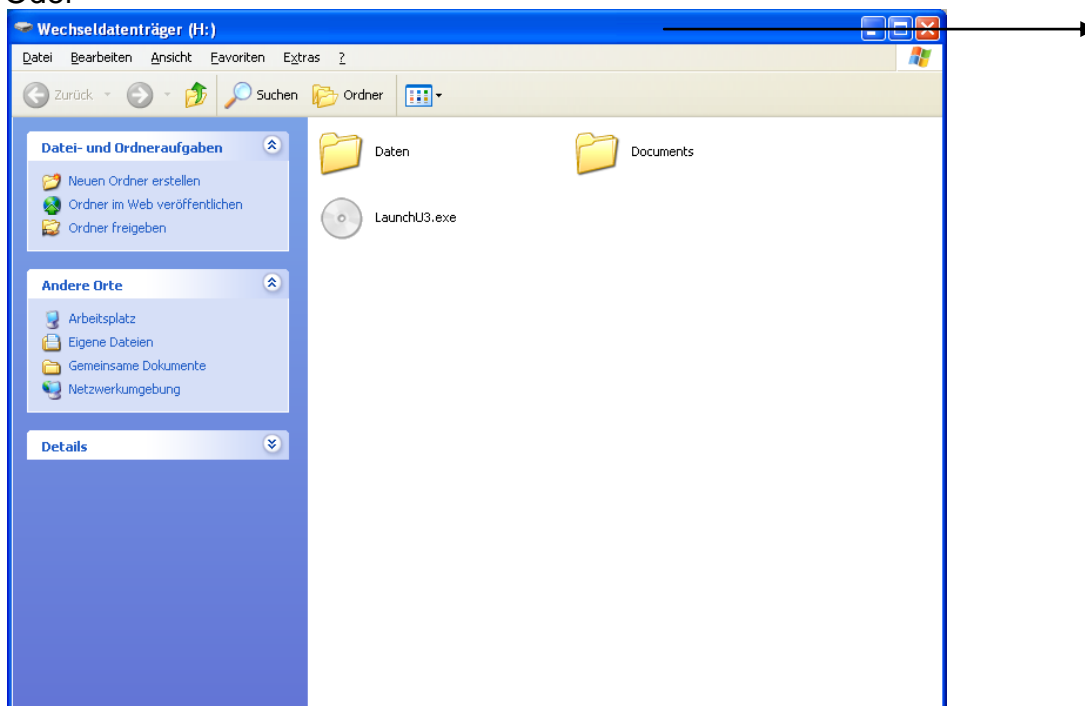 Oder
Wechseldatenträger (H:)
Datei Bearbeiten Ansicht Favoriten Extras ?
Zurück Suchen Ordner
Datei- und Ordneraufgaben
Neuen Ordner erstellen
Ordner im Web veröffentlichen
Ordner freigeben
Andere Orte
Arbeitsplatz
Eigene Dateien
Gemeinsame Dokumente
Netzwerkumgebung
Details
Daten Documents
LaunchU3.exe